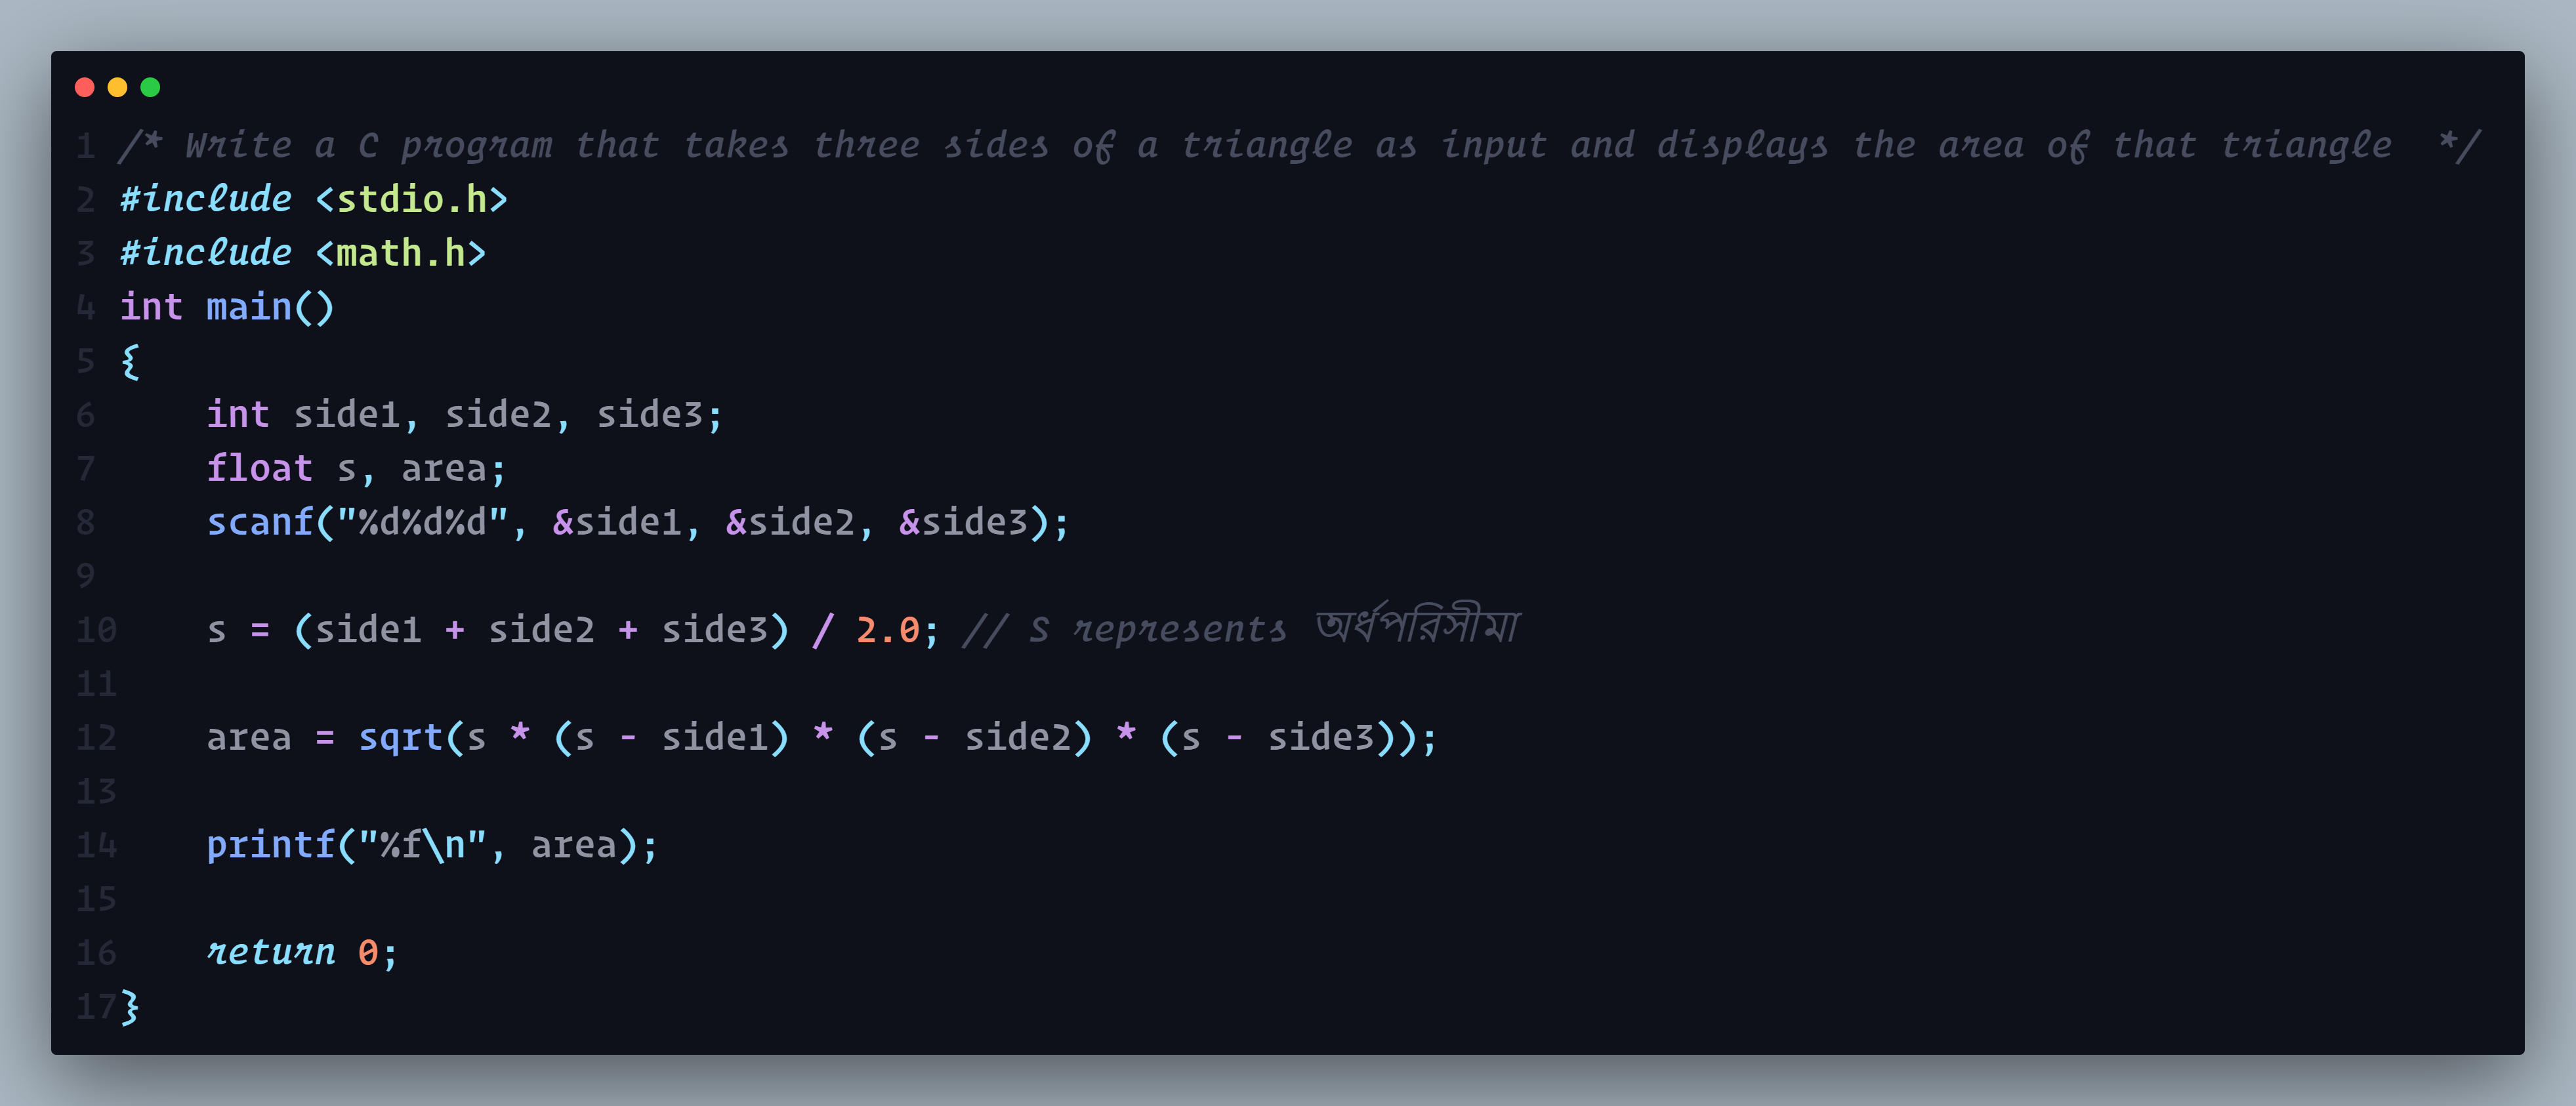 1 /* Write a C program that takes three sides of a triangle as input and displays the area of that triangle  */
2 #include <stdio.h>
3 #include <math.h>
4 int main()
5 {
6     int side1, side2, side3;
7     float s, area;
8     scanf("%d%d%d", &side1, &side2, &side3);
9
10    s = (side1 + side2 + side3) / 2.0; // S represents অর্ধপরিসীমা
11
12    area = sqrt(s * (s - side1) * (s - side2) * (s - side3));
13
14    printf("%f\n", area);
15
16    return 0;
17}